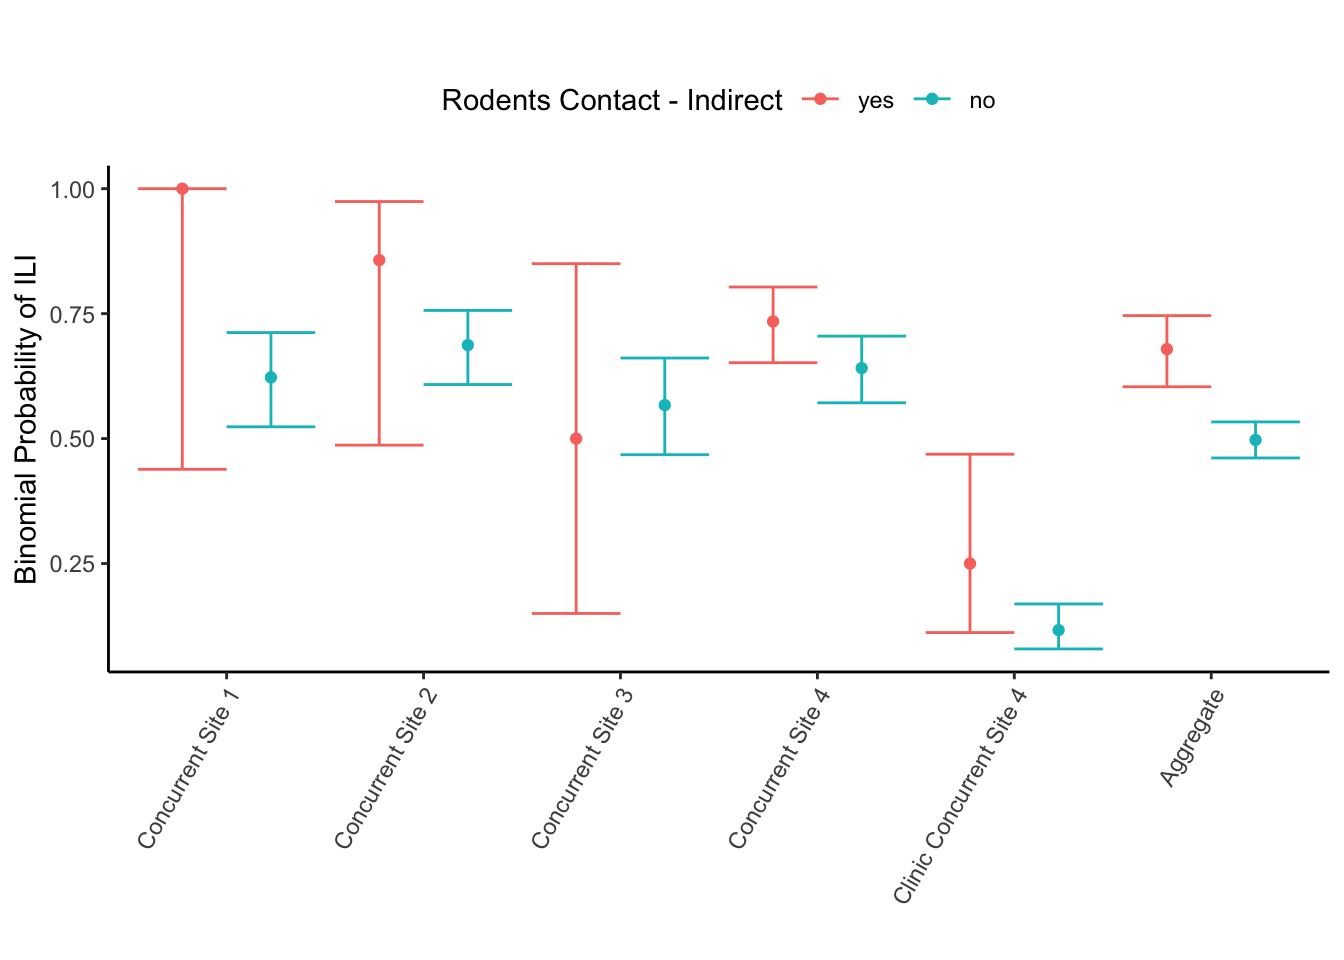 Rodents Contact - Indirect yes no
Binomial Probability of ILI
1.00
0.75
0.50
0.25
Concurrent Site 1
Concurrent Site 2
Concurrent Site 3
Concurrent Site 4
Clinic Concurrent Site 4
Aggregate